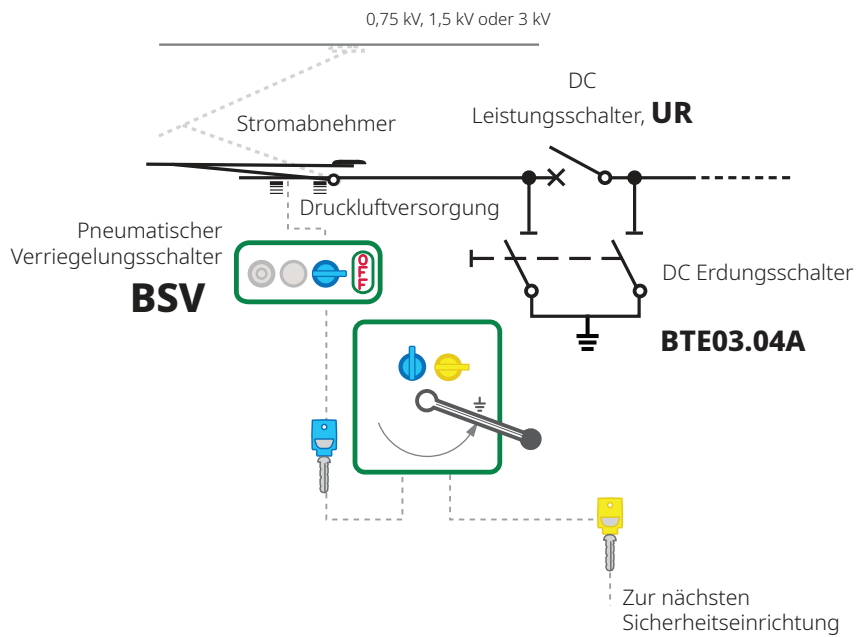 0,75 kV, 1,5 kV oder 3 kV
DC
Leistungsschalter, UR
Stromabnehmer
Druckluftversorgung
Pneumatischer
Verriegelungsschalter
BSV
OFF
DC Erdungsschalter
BTE03.04A
Zur nächsten
Sicherheitseinrichtung